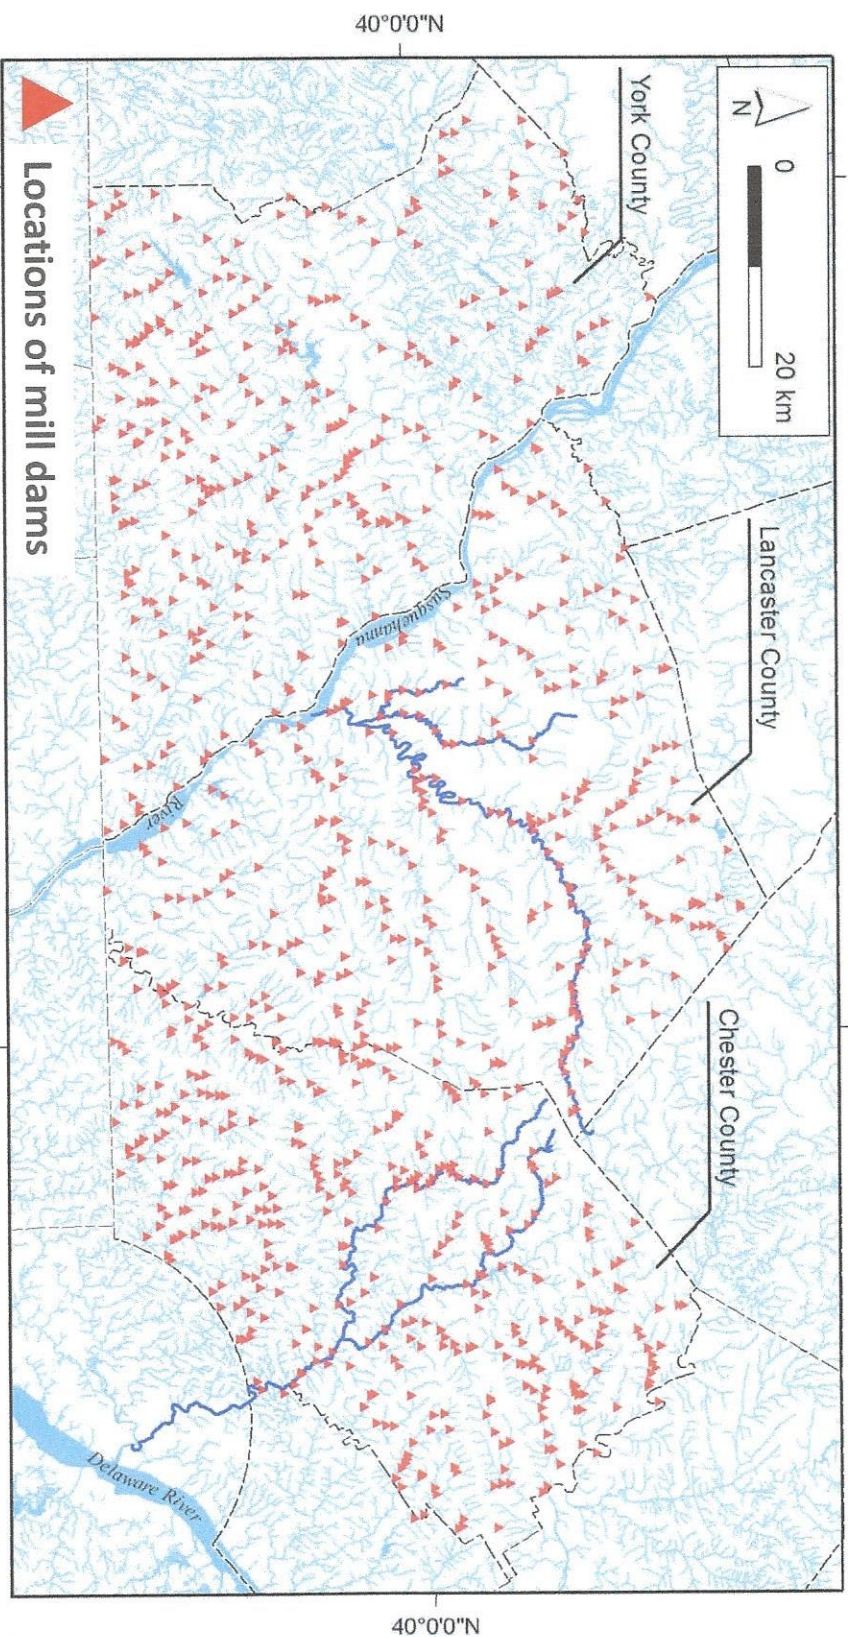 40°0'0"N
N
0
20 km
York County
Lancaster County
Chester County
Susquehanna
River
Delaware River
Locations of mill dams
40°0'0"N